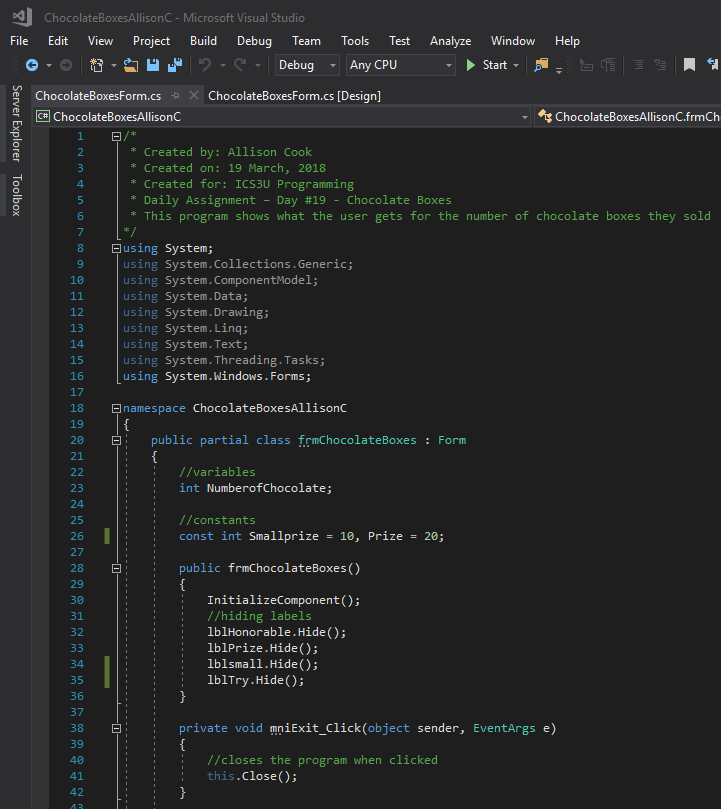 ChocolateBoxesAllisonC - Microsoft Visual Studio
File Edit View Project Build Debug Team Tools Test Analyze Window Help
Debug Any CPU Start
Server Explorer
Toolbox
ChocolateBoxesForm.cs ChocolateBoxesForm.cs [Design]
C# ChocolateBoxesAllisonC ChocolateBoxesAllisonC.frmCh
1 /*
2 * Created by: Allison Cook
3 * Created on: 19 March, 2018
4 * Created for: ICS3U Programming
5 * Daily Assignment – Day #19 - Chocolate Boxes
6 * This program shows what the user gets for the number of chocolate boxes they sold
7 */
8 using System;
9 using System.Collections.Generic;
10 using System.ComponentModel;
11 using System.Data;
12 using System.Drawing;
13 using System.Linq;
14 using System.Text;
15 using System.Threading.Tasks;
16 using System.Windows.Forms;
17
18 namespace ChocolateBoxesAllisonC
19 {
20 public partial class frmChocolateBoxes : Form
21 {
22 //variables
23 int NumberofChocolate;
24
25 //constants
26 const int Smallprize = 10, Prize = 20;
27
28 public frmChocolateBoxes()
29 {
30 InitializeComponent();
31 //hiding labels
32 lblHonorable.Hide();
33 lblPrize.Hide();
34 lblsmall.Hide();
35 lblTry.Hide();
36 }
37
38 private void mniExit_Click(object sender, EventArgs e)
39 {
40 //closes the program when clicked
41 this.Close();
42 }
43